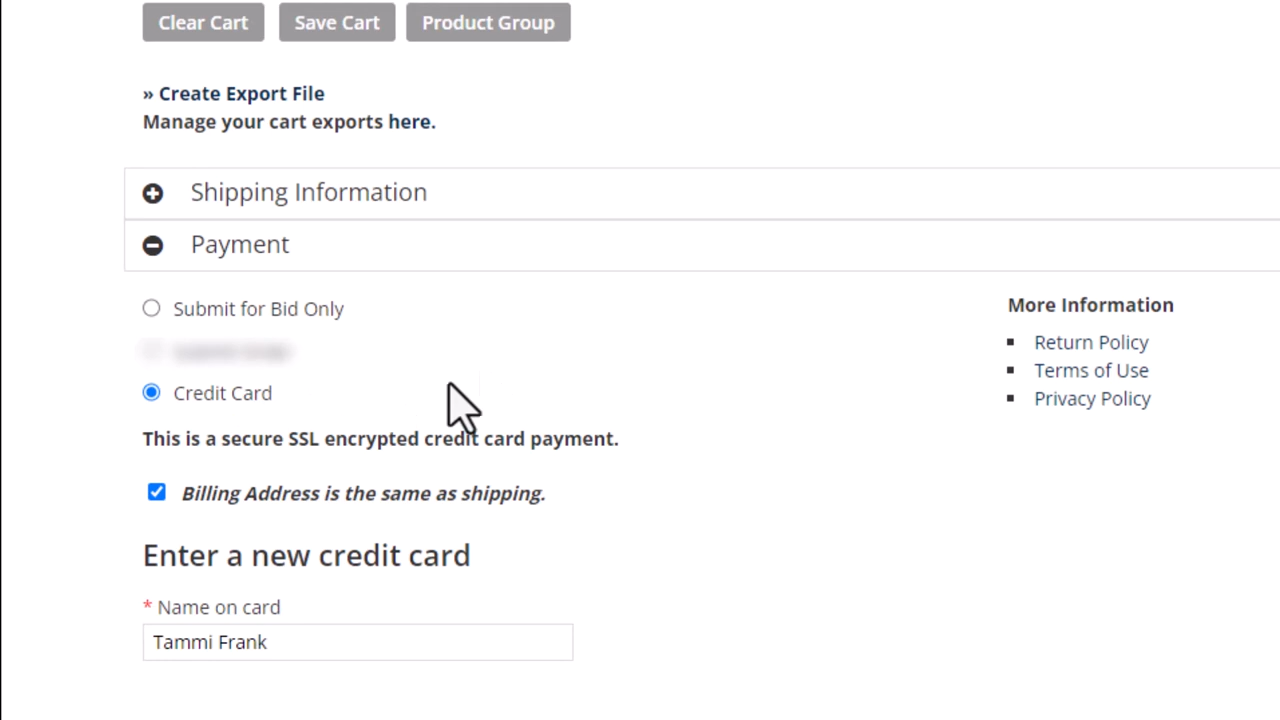 Clear Cart Save Cart Product Group
» Create Export File
Manage your cart exports here.
Shipping Information
Payment
Submit for Bid Only
Credit Card
This is a secure SSL encrypted credit card payment.
Billing Address is the same as shipping.
Enter a new credit card
* Name on card
Tammi Frank
More Information
Return Policy
Terms of Use
Privacy Policy